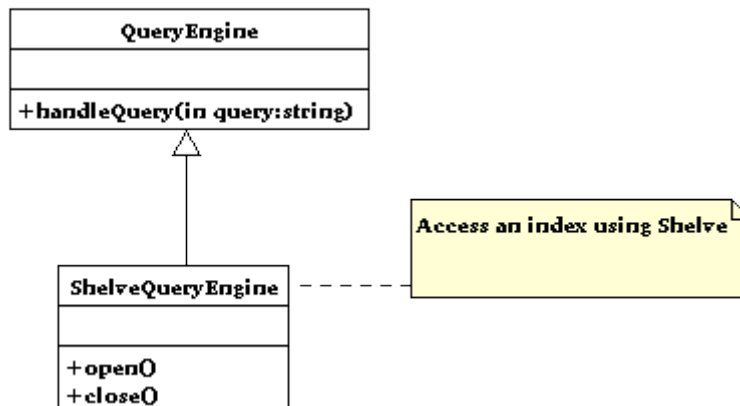 QueryEngine
+handleQuery(in query:string)
Access an index using Shelve
ShelveQueryEngine
+open()
+close()